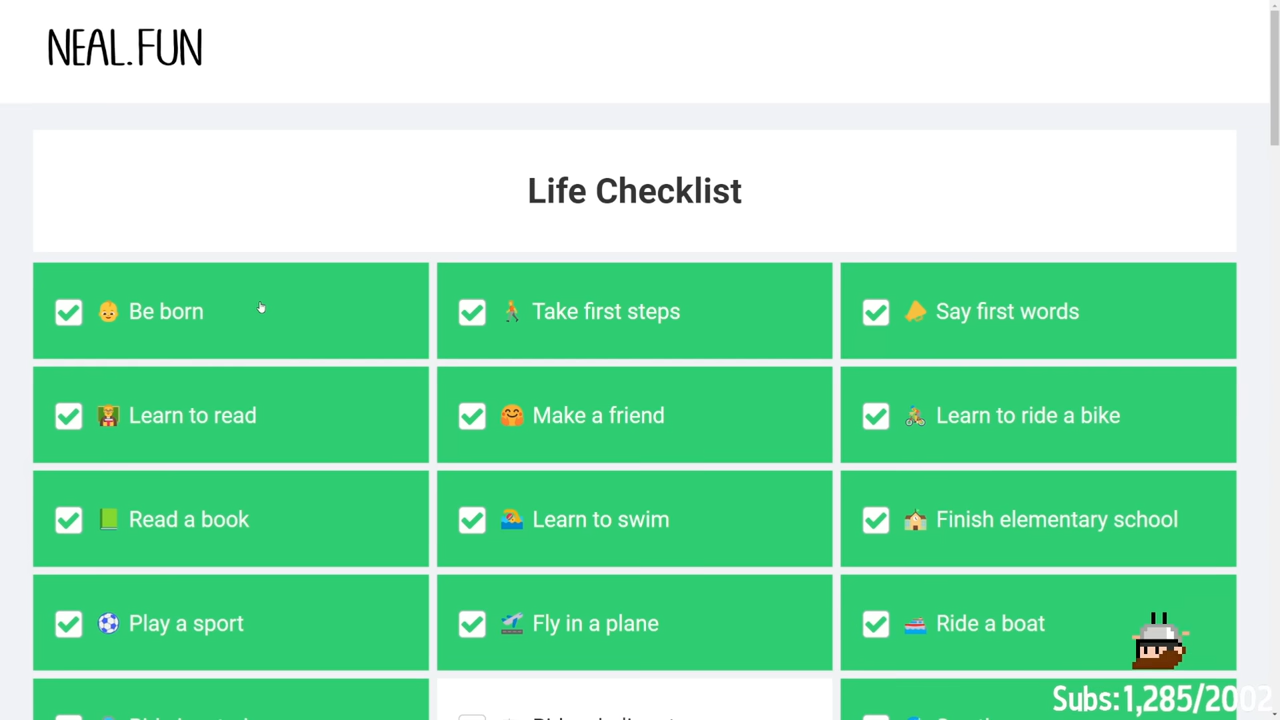 NEAL.FUN
Life Checklist
Be born
Take first steps
Say first words
Learn to read
Make a friend
Learn to ride a bike
Read a book
Learn to swim
Finish elementary school
Play a sport
Fly in a plane
Ride a boat
Subs:1,285/2002